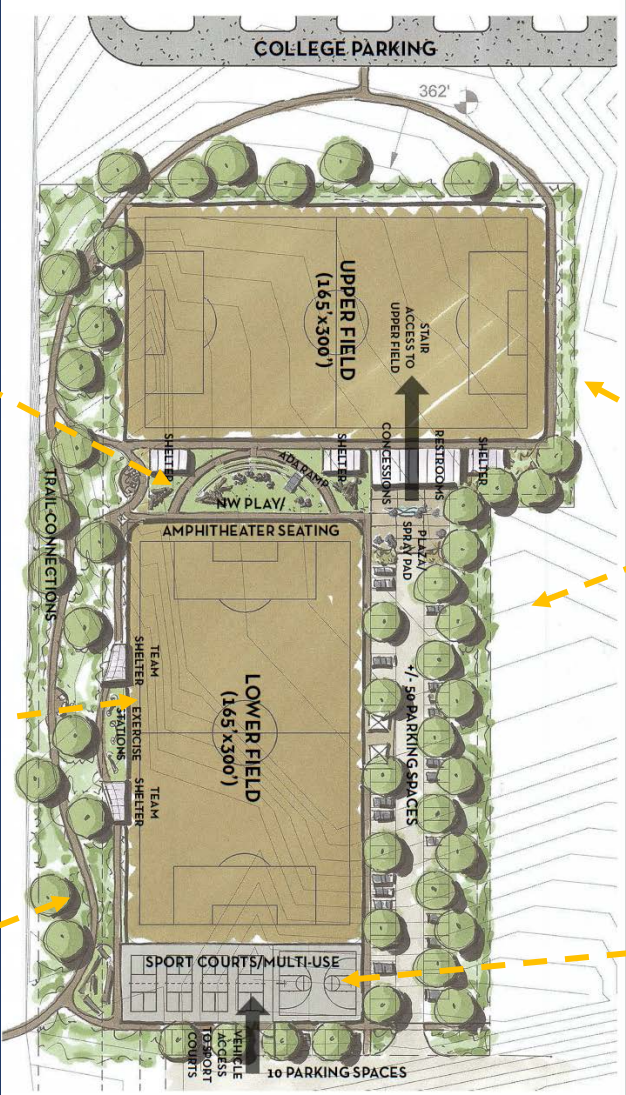 COLLEGE PARKING
362'
UPPER FIELD
(165'x300')
STAIR
ACCESS TO
UPPER FIELD
SHELTER
SHELTER
CONCESSIONS
RESTROOMS
SHELTER
ADA RAMP
NW PLAY/
AMPHITHEATER SEATING
PLAZA/
SPRAY PAD
TRAIL CONNECTIONS
TEAM
SHELTER
EXERCISE
STATIONS
TEAM
SHELTER
LOWER FIELD
(165'x300')
+/- 50 PARKING SPACES
SPORT COURTS/MULTI-USE
VEHICLE
ACCESS
TO SPORT
COURTS
10 PARKING SPACES